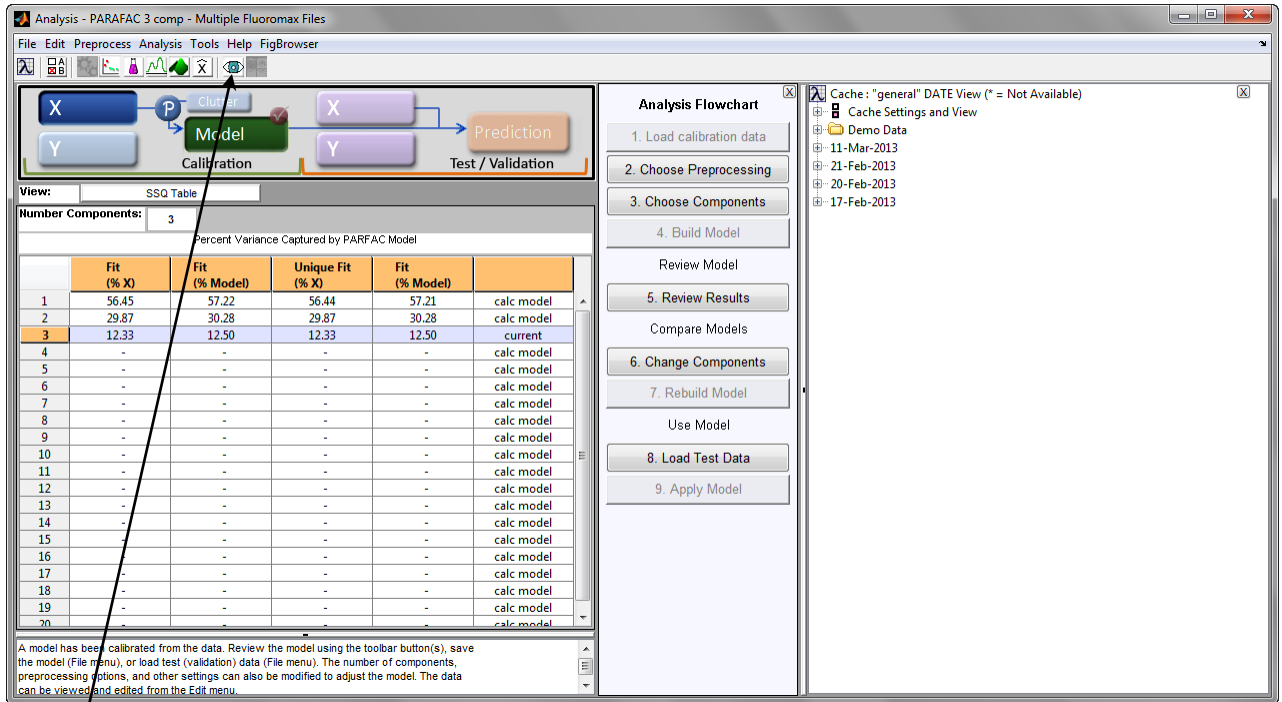 Analysis - PARAFAC 3 comp - Multiple Fluoromax Files
File Edit Preprocess Analysis Tools Help FigBrowser
X
P
Clutter
Model
Y
Calibration
X
Y
Prediction
Test / Validation
View: SSQ Table
Number Components: 3
Percent Variance Captured by PARFAC Model
Fit (% X) Fit (% Model) Unique Fit (% X) Fit (% Model)
1 56.45 57.22 56.44 57.21 calc model
2 29.87 30.28 29.87 30.28 calc model
3 12.33 12.50 12.33 12.50 current
4 - - - - calc model
5 - - - - calc model
6 - - - - calc model
7 - - - - calc model
8 - - - - calc model
9 - - - - calc model
10 - - - - calc model
11 - - - - calc model
12 - - - - calc model
13 - - - - calc model
14 - - - - calc model
15 - - - - calc model
16 - - - - calc model
17 - - - - calc model
18 - - - - calc model
19 - - - - calc model
20 - - - - calc model
A model has been calibrated from the data. Review the model using the toolbar button(s), save
the model (File menu), or load test (validation) data (File menu). The number of components,
preprocessing options, and other settings can also be modified to adjust the model. The data
can be viewed and edited from the Edit menu.
Analysis Flowchart
1. Load calibration data
2. Choose Preprocessing
3. Choose Components
4. Build Model
Review Model
5. Review Results
Compare Models
6. Change Components
7. Rebuild Model
Use Model
8. Load Test Data
9. Apply Model
Cache : "general" DATE View (* = Not Available)
Cache Settings and View
Demo Data
11-Mar-2013
21-Feb-2013
20-Feb-2013
17-Feb-2013